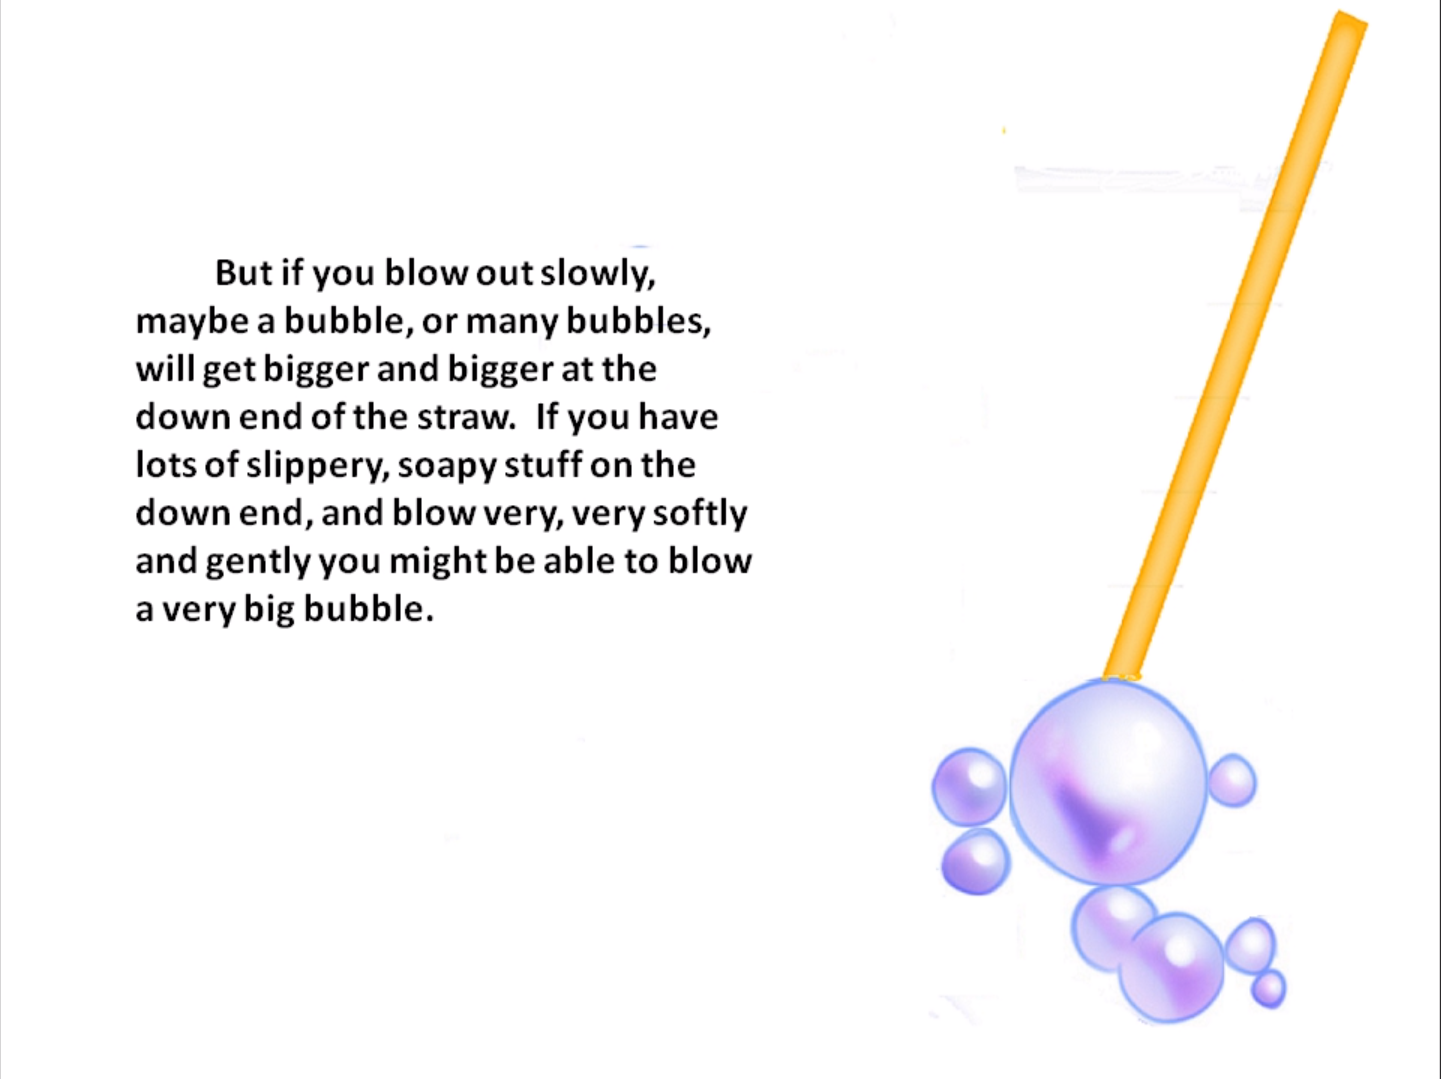 But if you blow out slowly,
maybe a bubble, or many bubbles,
will get bigger and bigger at the
down end of the straw.  If you have
lots of slippery, soapy stuff on the
down end, and blow very, very softly
and gently you might be able to blow
a very big bubble.